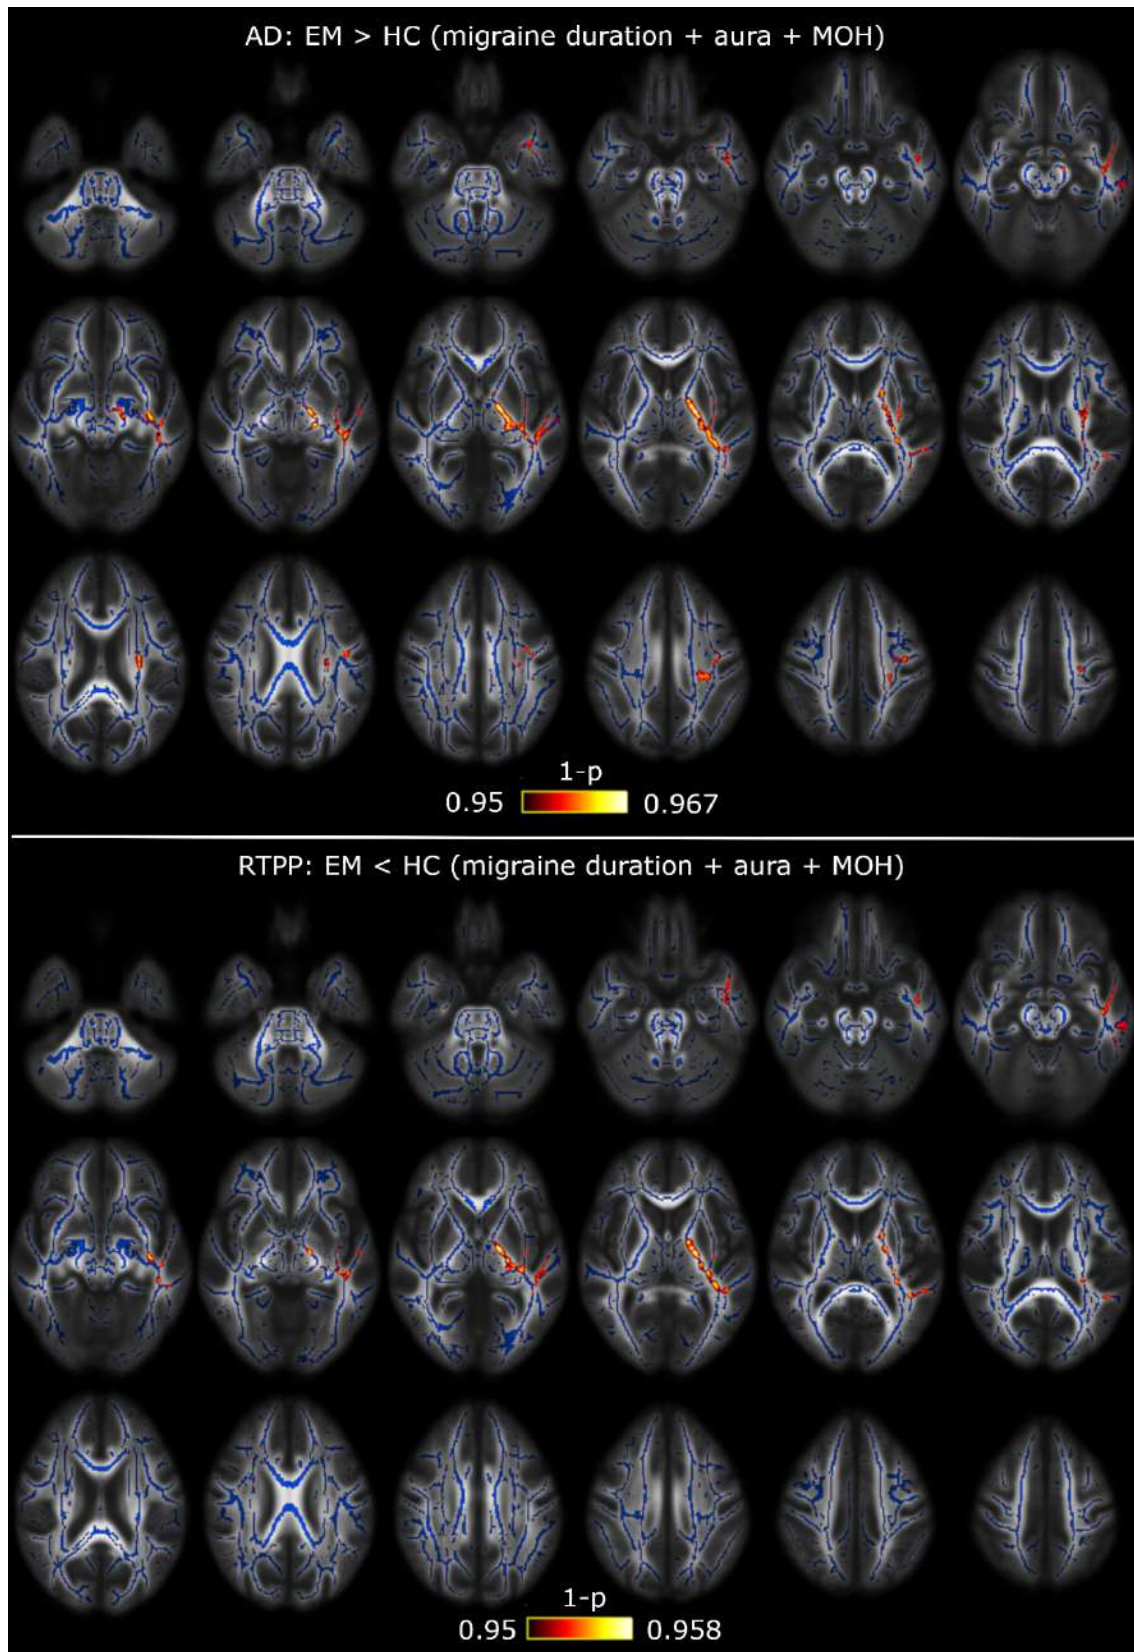 AD: EM > HC (migraine duration + aura + MOH)
1-p
0.95 0.967
RTPP: EM < HC (migraine duration + aura + MOH)
1-p
0.95 0.958